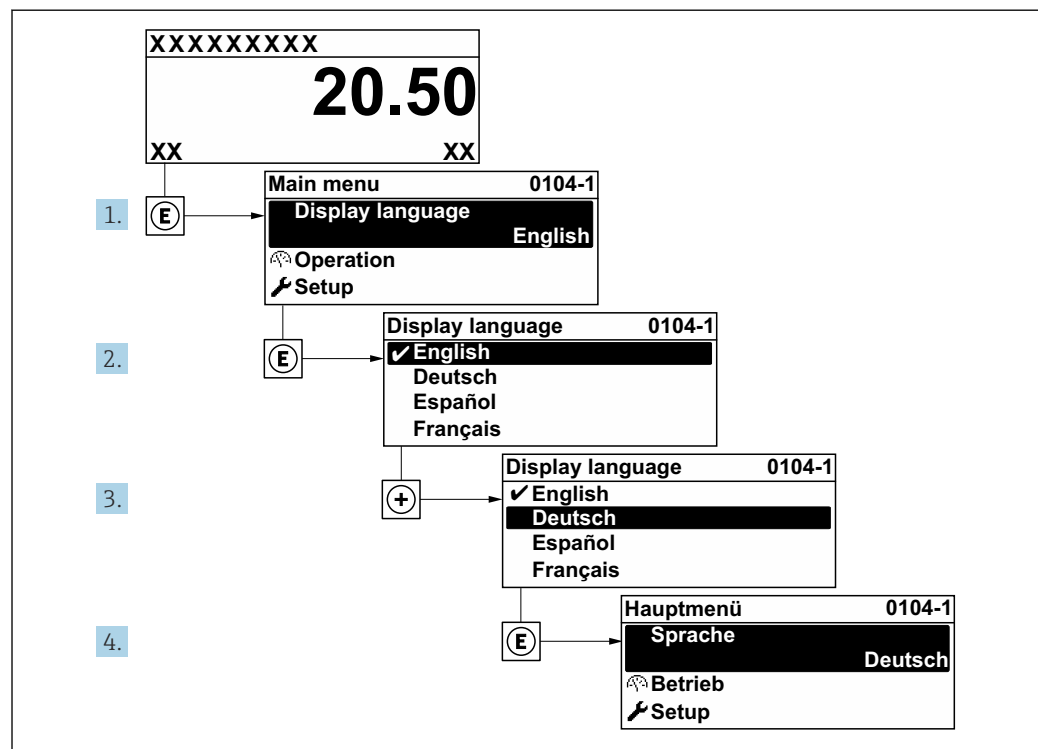 XXXXXXXXX
20.50
XX XX
1. E
Main menu 0104-1
Display language
English
Operation
Setup
2. E
Display language 0104-1
✔English
Deutsch
Español
Français
3. +
Display language 0104-1
✔English
Deutsch
Español
Français
4. E
Hauptmenü 0104-1
Sprache
Deutsch
Betrieb
Setup